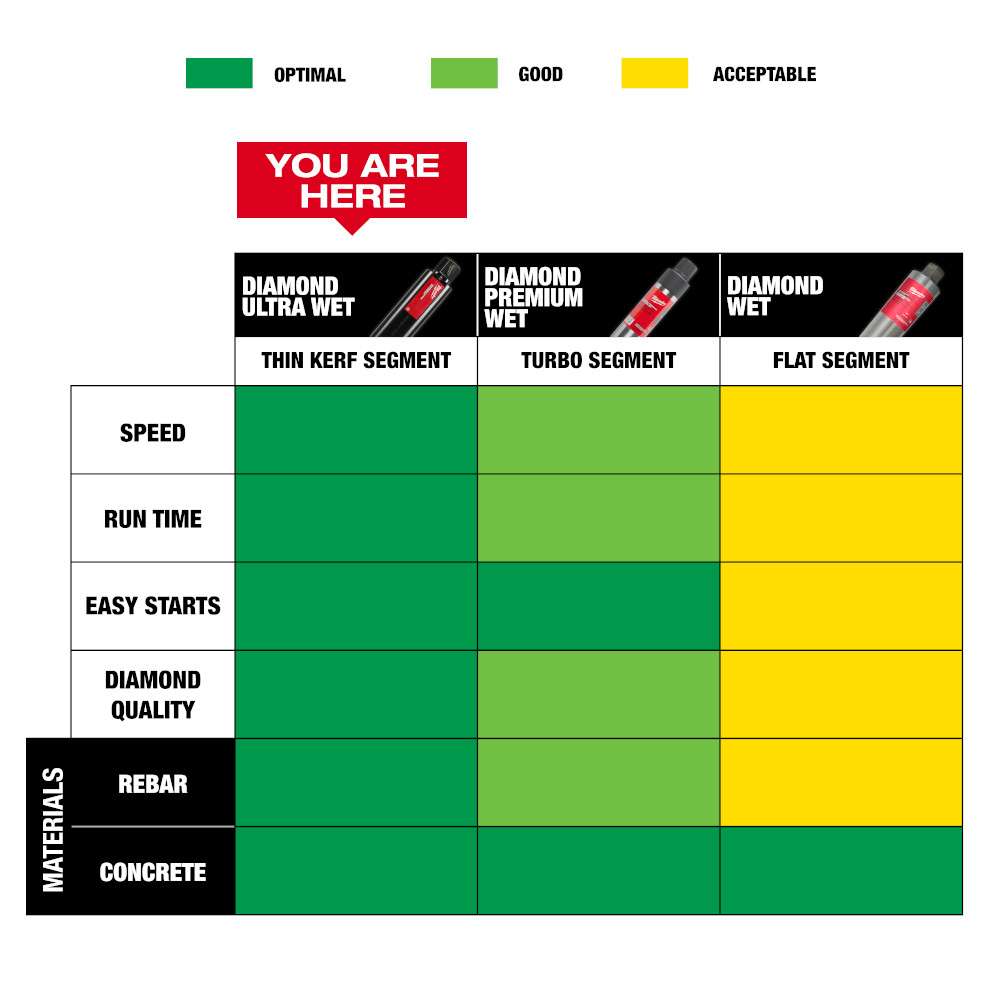 OPTIMAL
GOOD
ACCEPTABLE
YOU ARE
HERE
DIAMOND
ULTRA WET
DIAMOND
PREMIUM
WET
DIAMOND
WET
THIN KERF SEGMENT
TURBO SEGMENT
FLAT SEGMENT
SPEED
RUN TIME
EASY STARTS
DIAMOND
QUALITY
MATERIALS
REBAR
CONCRETE